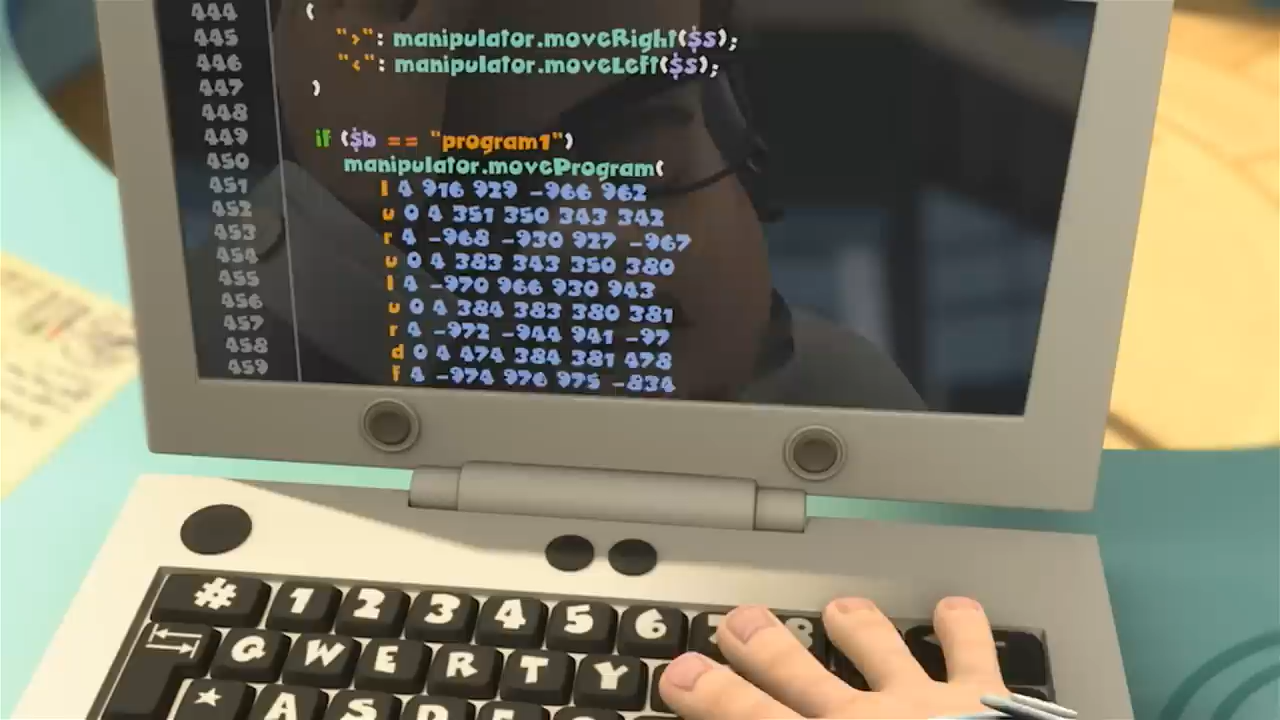 444 (
445 ">": manipulator.moveRight($s);
446 "<": manipulator.moveLeft($s);
447 )
448
449 if ($b == "program1")
450 manipulator.moveProgram(
451 l 4 916 929 -966 962
452 u 0 4 351 350 343 342
453 r 4 -968 -930 927 -967
454 u 0 4 383 343 350 380
455 l 4 -970 966 930 943
456 u 0 4 384 383 380 381
457 r 4 -972 -944 941 -97
458 d 0 4 474 384 381 478
459 f 4 -974 976 975 -834
# 1 2 3 4 5 6 7 8
Q W E R T Y
* A S D F